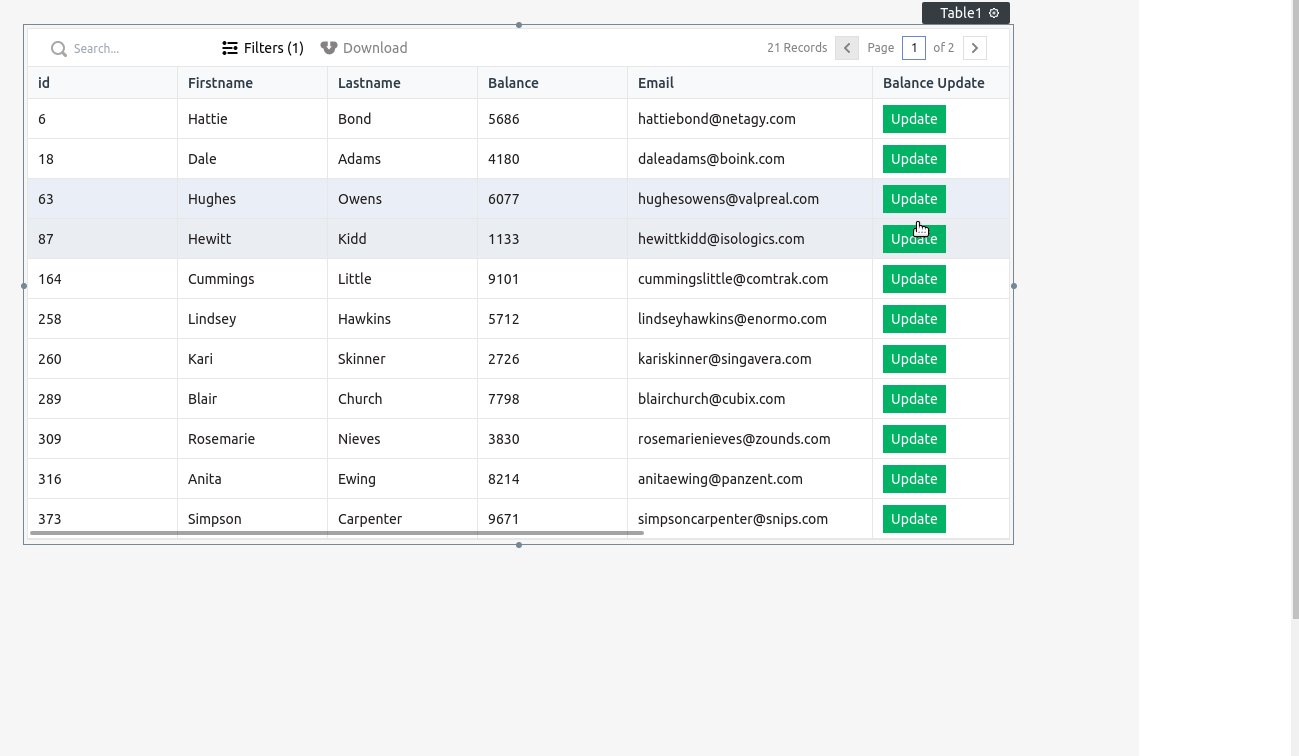 Table1
Search... Filters (1) Download 21 Records Page 1 of 2
id Firstname Lastname Balance Email Balance Update
6 Hattie Bond 5686 hattiebond@netagy.com Update
18 Dale Adams 4180 daleadams@boink.com Update
63 Hughes Owens 6077 hughesowens@valpreal.com Update
87 Hewitt Kidd 1133 hewittkidd@isologics.com Update
164 Cummings Little 9101 cummingslittle@comtrak.com Update
258 Lindsey Hawkins 5712 lindseyhawkins@enormo.com Update
260 Kari Skinner 2726 kariskinner@singavera.com Update
289 Blair Church 7798 blairchurch@cubix.com Update
309 Rosemarie Nieves 3830 rosemarienieves@zounds.com Update
316 Anita Ewing 8214 anitaewing@panzent.com Update
373 Simpson Carpenter 9671 simpsoncarpenter@snips.com Update